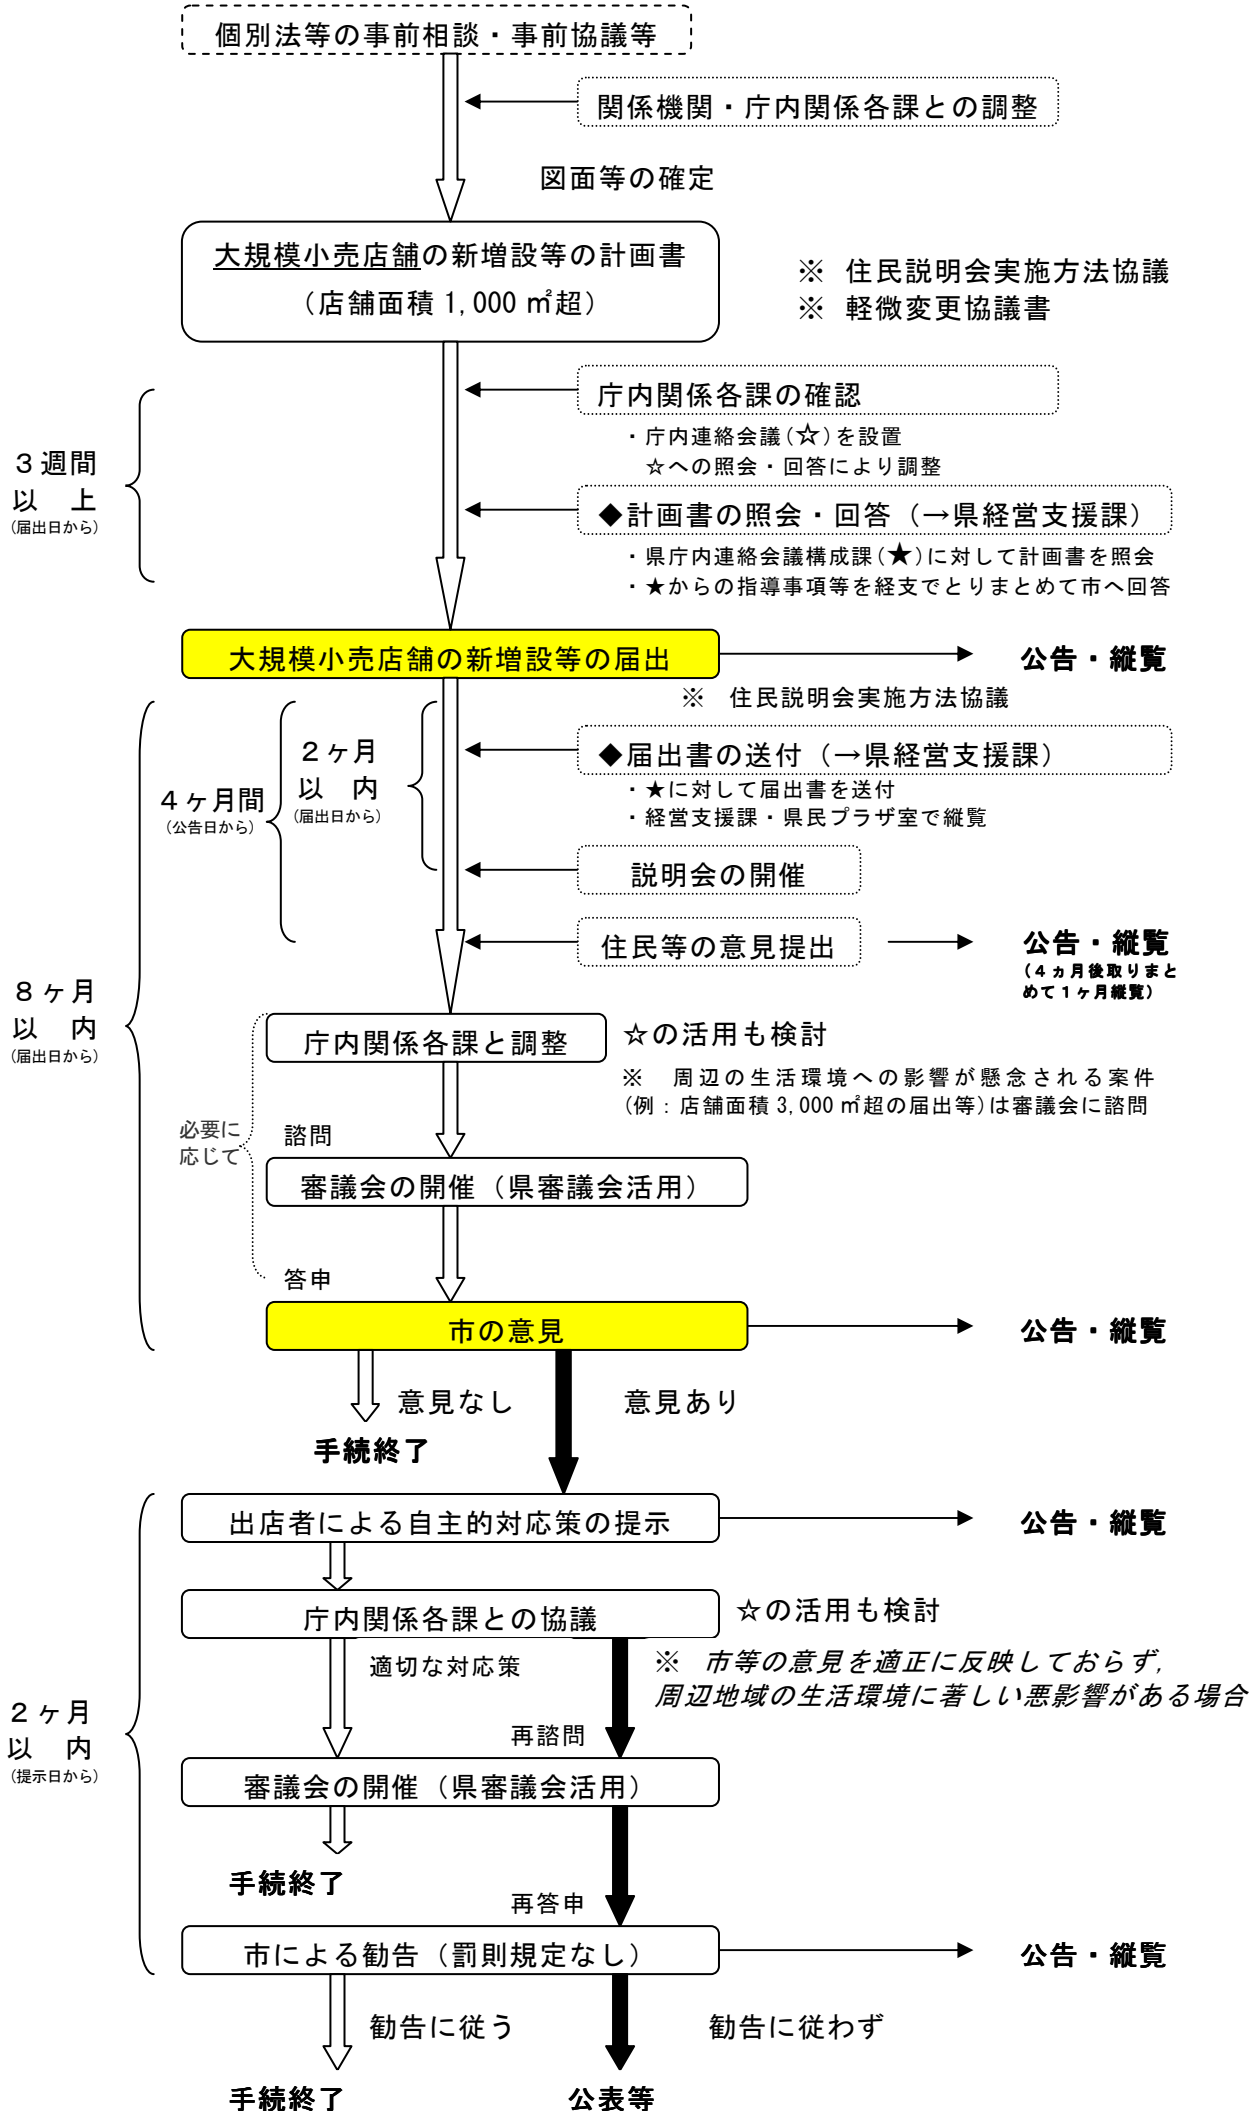 個別法等の事前相談・事前協議等
関係機関・庁内関係各課との調整
図面等の確定
大規模小売店舗の新増設等の計画書
（店舗面積1,000㎡超）
※ 住民説明会実施方法協議
※ 軽微変更協議書
庁内関係各課の確認
・庁内連絡会議(☆)を設置
☆への照会・回答により調整
3週間
以 上
(届出日から)
◆計画書の照会・回答（→県経営支援課）
・県庁内連絡会議構成課(★)に対して計画書を照会
・★からの指導事項等を経支でとりまとめて市へ回答
大規模小売店舗の新増設等の届出
公告・縦覧
※ 住民説明会実施方法協議
2ヶ月
以 内
(届出日から)
4ヶ月間
(公告日から)
◆届出書の送付（→県経営支援課）
・★に対して届出書を送付
・経営支援課・県民プラザ室で縦覧
説明会の開催
住民等の意見提出
公告・縦覧
(4ヵ月後取りまと
めて1ヶ月縦覧)
8ヶ月
以 内
(届出日から)
庁内関係各課と調整
☆の活用も検討
※ 周辺の生活環境への影響が懸念される案件
(例：店舗面積3,000㎡超の届出等)は審議会に諮問
必要に
応じて
諮問
審議会の開催（県審議会活用）
答申
市の意見
公告・縦覧
意見なし
意見あり
手続終了
出店者による自主的対応策の提示
公告・縦覧
庁内関係各課との協議
☆の活用も検討
適切な対応策
※ 市等の意見を適正に反映しておらず,
周辺地域の生活環境に著しい悪影響がある場合
2ヶ月
以 内
(提示日から)
再諮問
審議会の開催（県審議会活用）
手続終了
再答申
市による勧告（罰則規定なし）
公告・縦覧
勧告に従う
勧告に従わず
手続終了
公表等